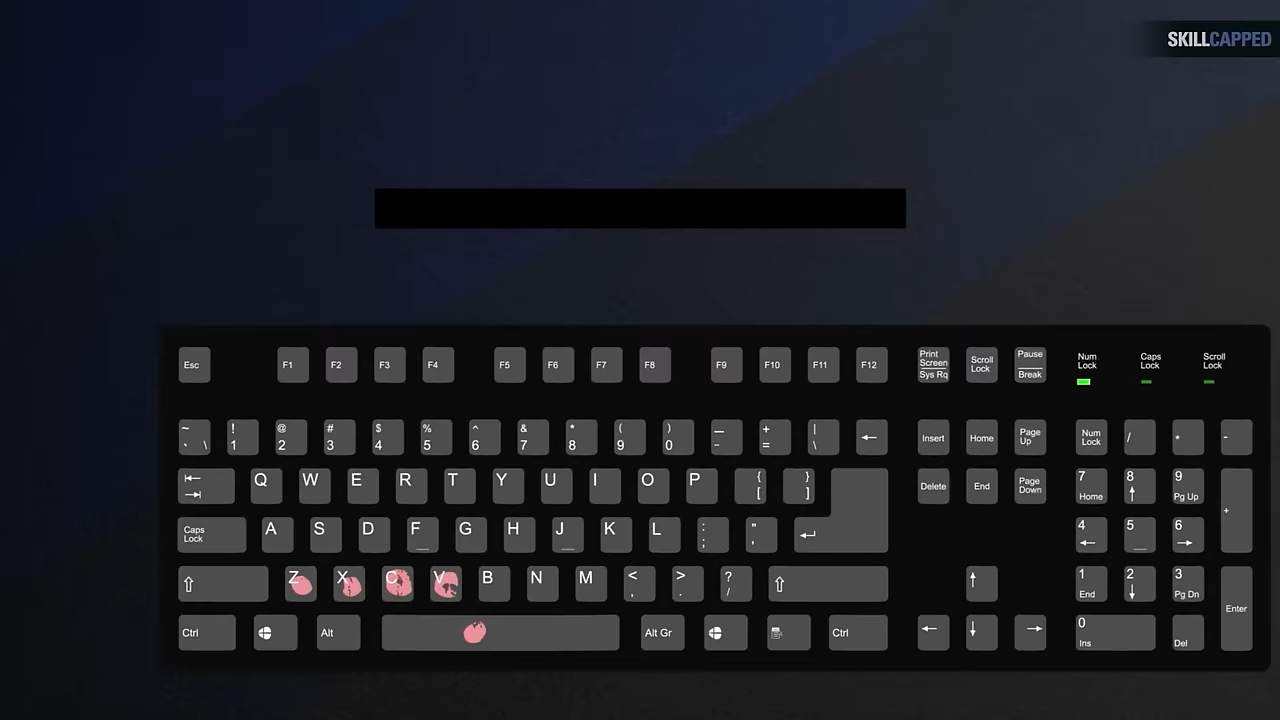 SKILLCAPPED
Esc F1 F2 F3 F4 F5 F6 F7 F8 F9 F10 F11 F12 Print Screen Sys Rq Scroll Lock Pause Break Num Lock Caps Lock Scroll Lock
~ ` \ ! 1 @ 2 # 3 $ 4 % 5 ^ 6 & 7 * 8 ( 9 ) 0 — - + = | \ ← Insert Home Page Up Num Lock / * -
Q W E R T Y U I O P { [ } ] Delete End Page Down 7 Home 8 ↑ 9 Pg Up +
Caps Lock A S D F G H J K L : ; " ' 4 ← 5 6 →
Z X C V B N M < , > . ? / ↑ 1 End 2 ↓ 3 Pg Dn Enter
Ctrl Alt Alt Gr Ctrl ← ↓ → 0 Ins Del